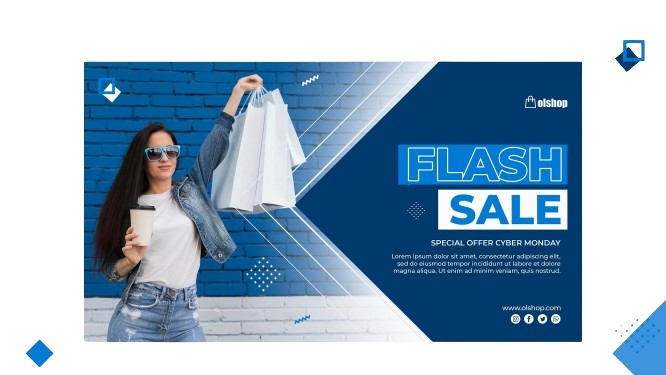 olshop
FLASH
SALE
SPECIAL OFFER CYBER MONDAY
Lorem ipsum dolor sit amet, consectetur adipiscing elit,
sed do eiusmod tempor incididunt ut labore et dolore
magna aliqua. Ut enim ad minim veniam, quis nostrud.
www.olshop.com